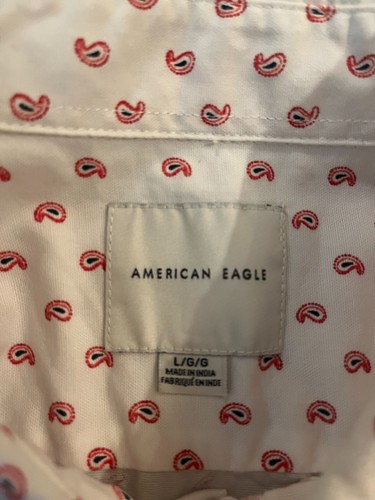 AMERICAN EAGLE
L/G/G
MADE IN INDIA
FABRIQUÉ EN INDE